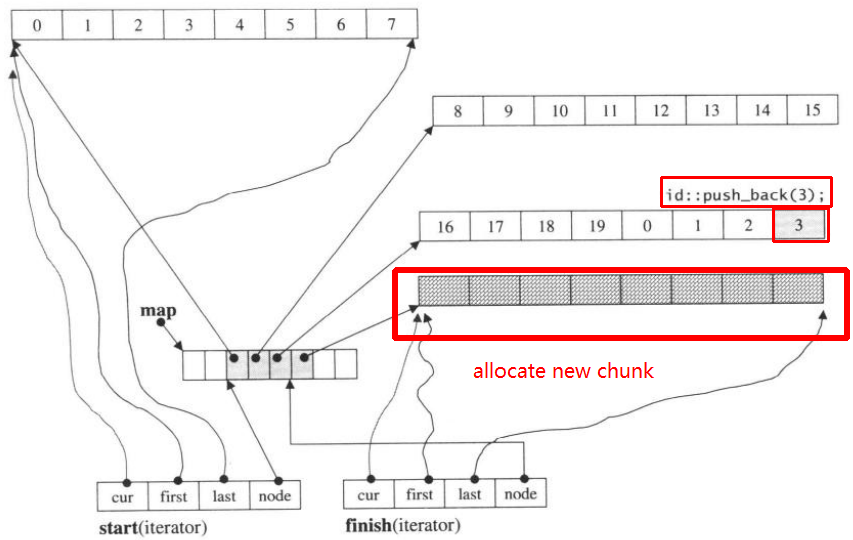 0 1 2 3 4 5 6 7
8 9 10 11 12 13 14 15
id::push_back(3);
16 17 18 19 0 1 2 3
map
allocate new chunk
cur first last node
start(iterator)
cur first last node
finish(iterator)